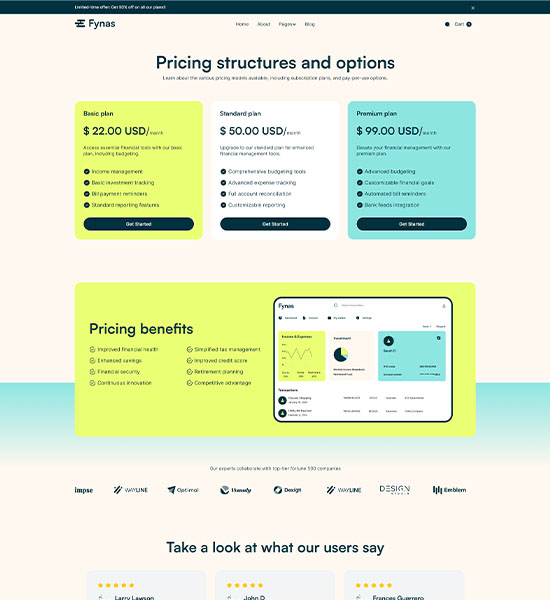 Limited-time offer: Get 50% off on all our plans!!
Fynas
Home About Pages Blog
Cart
Pricing structures and options
Learn about the various pricing models available, including subscription plans, and pay-per-use options.
Basic plan
$ 22.00 USD/month
Access essential financial tools with our basic
plan, including budgeting.
Income management
Basic investment tracking
Bill payment reminders
Standard reporting features
Get Started
Standard plan
$ 50.00 USD/month
Upgrade to our standard plan for enhanced
financial management tools.
Comprehensive budgeting tools
Advanced expense tracking
Full account reconciliation
Customizable reporting
Get Started
Premium plan
$ 99.00 USD/month
Elevate your financial management with our
premium plan.
Advanced budgeting
Customizable financial goals
Automated bill reminders
Bank feeds integration
Get Started
Pricing benefits
Improved financial health
Enhanced savings
Financial security
Continuous innovation
Simplified tax management
Improved credit score
Retirement planning
Competitive advantage
Fynas
Income & Expenses
Transactions
Our experts collaborate with top-tier fortune 500 companies
impse
WAYLINE
Optimal
Wassaly
Dexign
WAYLINE
DESIGN
STUDIO
Emblem
Take a look at what our users say
Larry Lawson
John D
Frances Guerrero